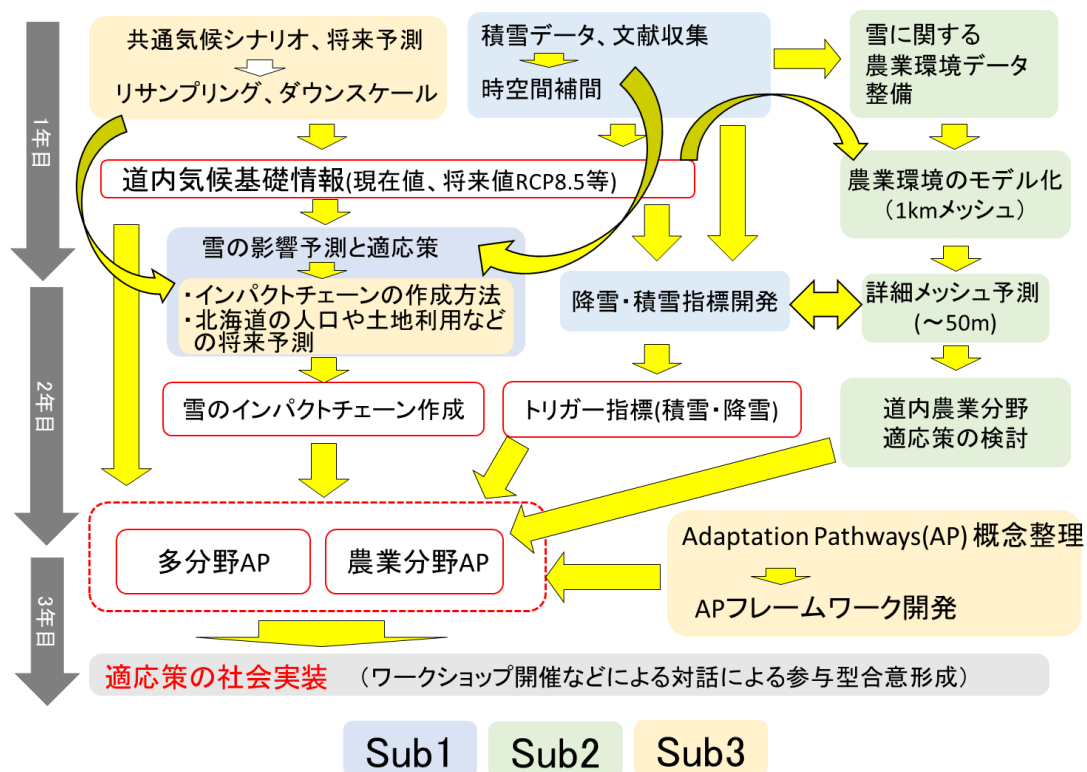 共通気候シナリオ、将来予測
リサンプリング、ダウンスケール
積雪データ、文献収集
時空間補間
雪に関する
農業環境データ
整備
1年目
道内気候基礎情報(現在値、将来値RCP8.5等)
農業環境のモデル化
（1kmメッシュ）
雪の影響予測と適応策
・インパクトチェーンの作成方法
・北海道の人口や土地利用など
の将来予測
降雪・積雪指標開発
詳細メッシュ予測
(～50m)
2年目
雪のインパクトチェーン作成
トリガー指標(積雪・降雪)
道内農業分野
適応策の検討
多分野AP
農業分野AP
Adaptation Pathways(AP) 概念整理
APフレームワーク開発
3年目
適応策の社会実装 （ワークショップ開催などによる対話による参与型合意形成）
Sub1
Sub2
Sub3